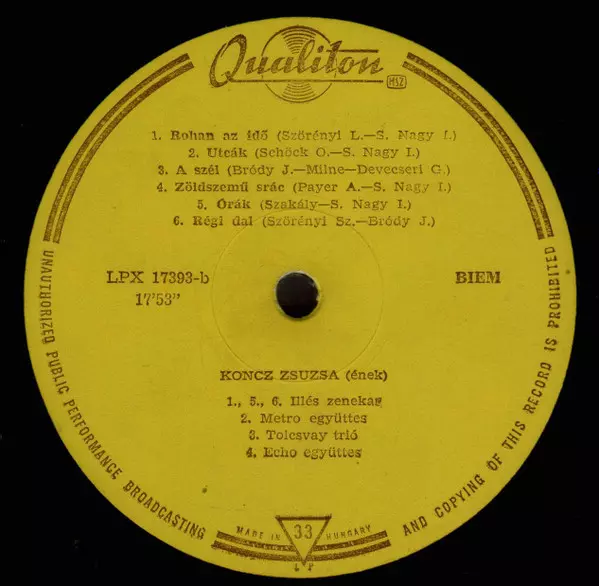 Qualiton
MSZ
1. Rohan az idő (Szörényi L.—S. Nagy I.)
2. Utcák (Schöck O.—S. Nagy I.)
3. A szél (Bródy J.—Milne—Devecseri G.)
4. Zöldszemű srác (Payer A.—S. Nagy I.)
5. Órák (Szakály—S. Nagy I.)
6. Régi dal (Szörényi Sz.—Bródy J.)
LPX 17393-b
17'53"
BIEM
KONCZ ZSUZSA (ének)
1., 5., 6. Illés zenekar
2. Metro együttes
3. Tolcsvay trió
4. Echo együttes
UNAUTHORIZED PUBLIC PERFORMANCE BROADCASTING AND COPYING OF THIS RECORD IS PROHIBITED
MADE IN HUNGARY
33
LP